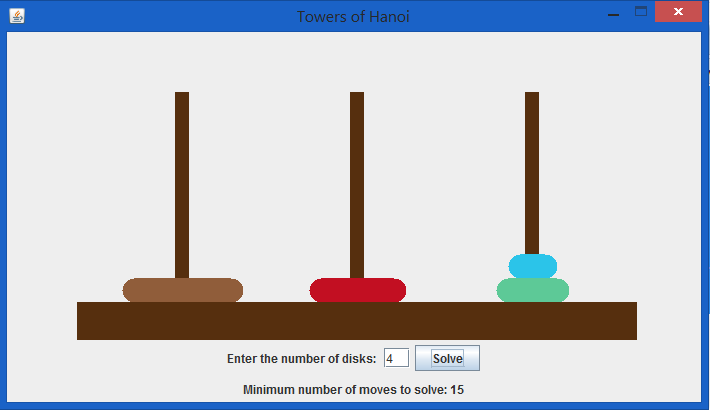 Towers of Hanoi
Enter the number of disks: 4 Solve
Minimum number of moves to solve: 15